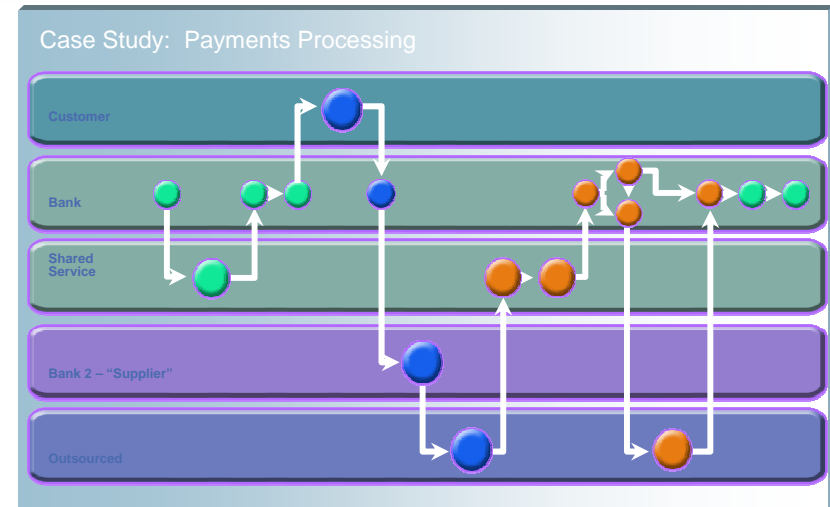 Case Study: Payments Processing
Customer
Bank
Shared
Service
Bank 2 – “Supplier”
Outsourced